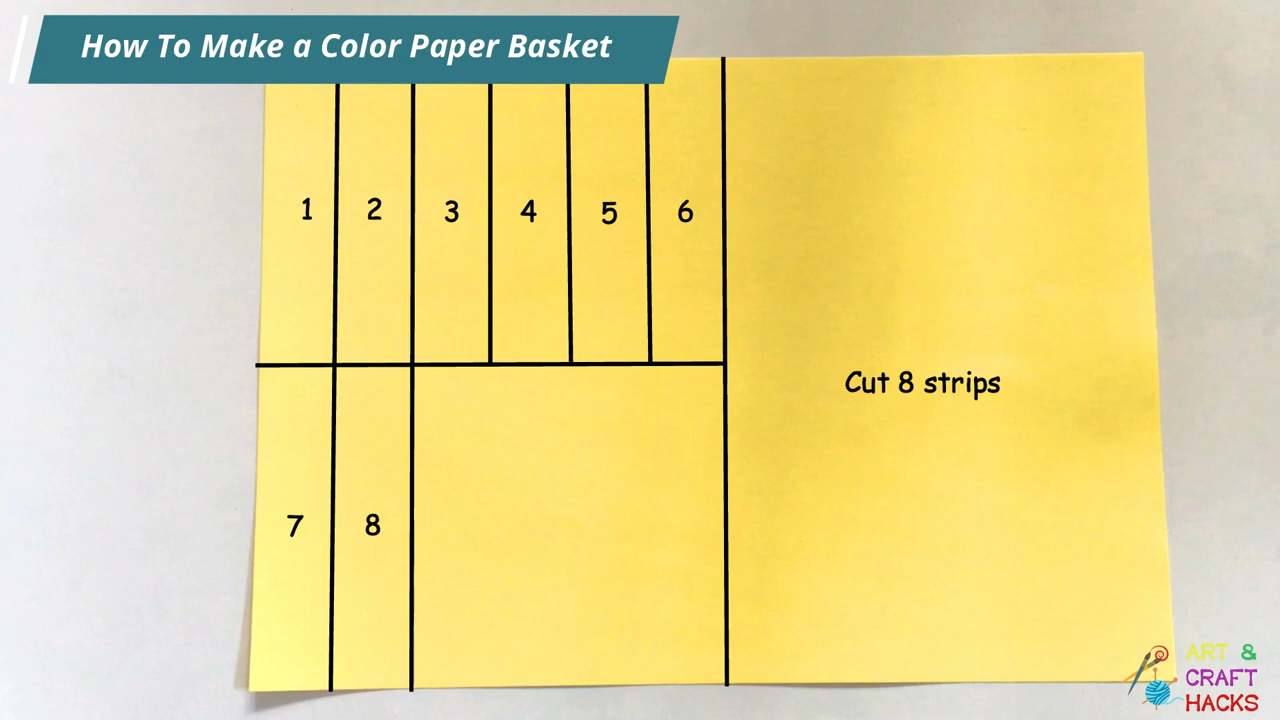 How To Make a Color Paper Basket
1 2 3 4 5 6
Cut 8 strips
7 8
ART &
CRAFT
HACKS